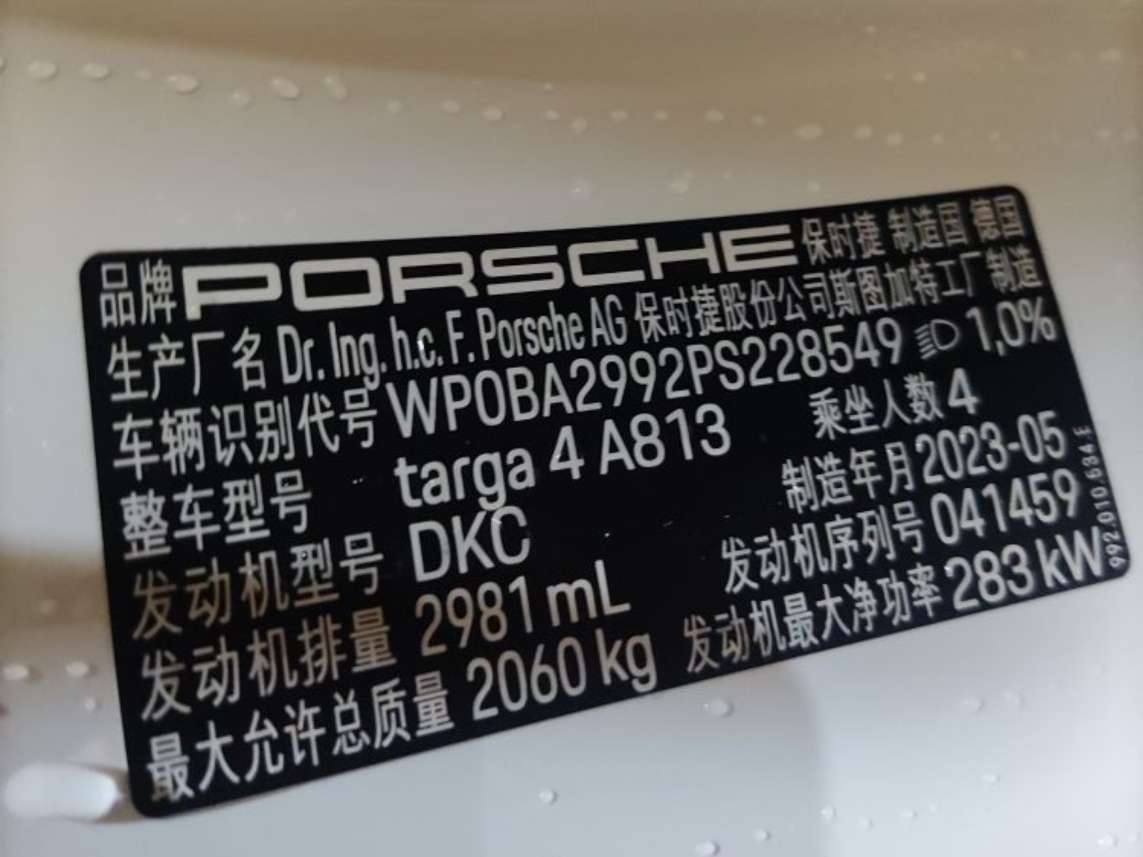 品牌 PORSCHE 保时捷 制造国 德国
生产厂名 Dr. Ing. h.c. F. Porsche AG 保时捷股份公司斯图加特工厂制造
车辆识别代号 WP0BA2992PS228549 1,0%
整车型号 targa 4 A813 乘坐人数 4
发动机型号 DKC 制造年月 2023-05
发动机排量 2981 mL 发动机序列号 041459
最大允许总质量 2060 kg 发动机最大净功率 283 kW
992.010.534.E